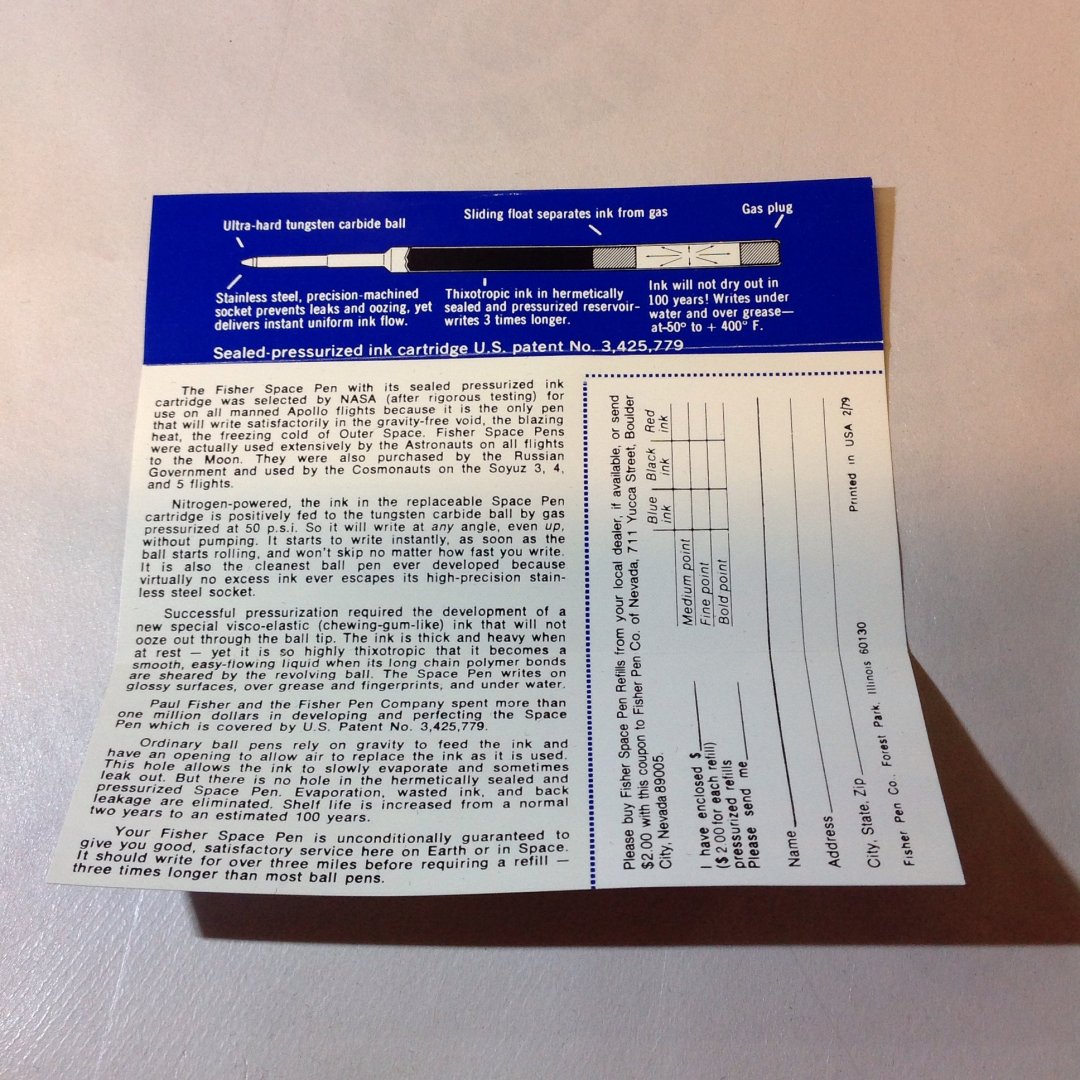 Ultra-hard tungsten carbide ball
Sliding float separates ink from gas
Gas plug
Stainless steel, precision-machined
socket prevents leaks and oozing, yet
delivers instant uniform ink flow.
Thixotropic ink in hermetically
sealed and pressurized reservoir–
writes 3 times longer.
Ink will not dry out in
100 years! Writes under
water and over grease—
at-50° to + 400° F.
Sealed-pressurized ink cartridge U.S. patent No. 3,425,779
The Fisher Space Pen with its sealed pressurized ink
cartridge was selected by NASA (after rigorous testing) for
use on all manned Apollo flights because it is the only pen
that will write satisfactorily in the gravity-free void, the blazing
heat, the freezing cold of Outer Space. Fisher Space Pens
were actually used extensively by the Astronauts on all flights
to the Moon. They were also purchased by the Russian
Government and used by the Cosmonauts on the Soyuz 3, 4,
and 5 flights.
Nitrogen-powered, the ink in the replaceable Space Pen
cartridge is positively fed to the tungsten carbide ball by gas
pressurized at 50 p.s.i. So it will write at any angle, even up,
without pumping. It starts to write instantly, as soon as the
ball starts rolling, and won't skip no matter how fast you write.
It is also the cleanest ball pen ever developed because
virtually no excess ink ever escapes its high-precision stain-
less steel socket.
Successful pressurization required the development of a
new special visco-elastic (chewing-gum-like) ink that will not
ooze out through the ball tip. The ink is thick and heavy when
at rest — yet it is so highly thixotropic that it becomes a
smooth, easy-flowing liquid when its long chain polymer bonds
are sheared by the revolving ball. The Space Pen writes on
glossy surfaces, over grease and fingerprints, and under water.
Paul Fisher and the Fisher Pen Company spent more than
one million dollars in developing and perfecting the Space
Pen which is covered by U.S. Patent No. 3,425,779.
Ordinary ball pens rely on gravity to feed the ink and
have an opening to allow air to replace the ink as it is used.
This hole allows the ink to slowly evaporate and sometimes
leak out. But there is no hole in the hermetically sealed and
pressurized Space Pen. Evaporation, wasted ink, and back
leakage are eliminated. Shelf life is increased from a normal
two years to an estimated 100 years.
Your Fisher Space Pen is unconditionally guaranteed to
give you good, satisfactory service here on Earth or in Space.
It should write for over three miles before requiring a refill —
three times longer than most ball pens.
Please buy Fisher Space Pen Refills from your local dealer, if available, or send
$2.00 with this coupon to Fisher Pen Co. of Nevada, 711 Yucca Street, Boulder
City, Nevada 89005.
Blue ink Black ink Red ink
Medium point
Fine point
Bold point
I have enclosed $
($2.00 for each refill)
pressurized refills
Please send me
Name
Address
City, State, Zip
Printed in USA 2/79
Fisher Pen Co., Forest Park, Illinois 60130